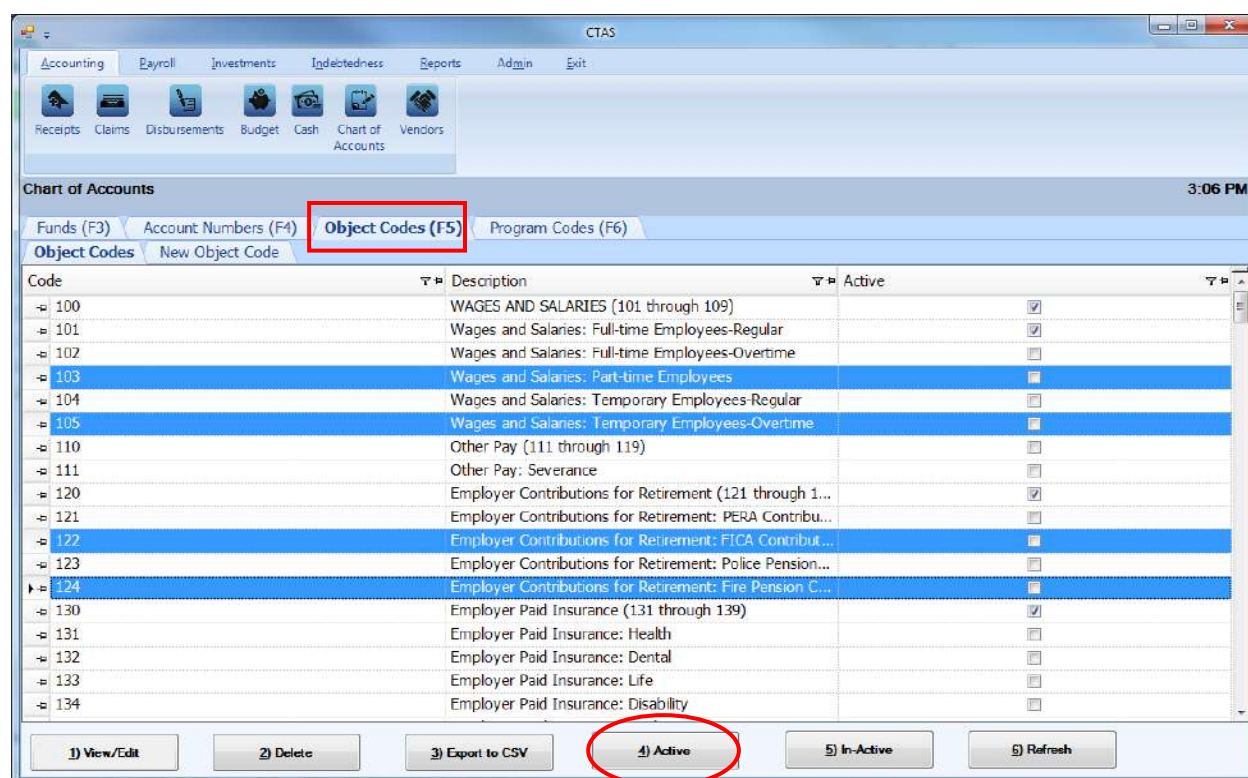 CTAS
Accounting Payroll Investments Indebtedness Reports Admin Exit
Receipts Claims Disbursements Budget Cash Chart of Accounts Vendors
Chart of Accounts 3:06 PM
Funds (F3) Account Numbers (F4) Object Codes (F5) Program Codes (F6)
Object Codes New Object Code
Code Description Active
100 WAGES AND SALARIES (101 through 109)
101 Wages and Salaries: Full-time Employees-Regular
102 Wages and Salaries: Full-time Employees-Overtime
103 Wages and Salaries: Part-time Employees
104 Wages and Salaries: Temporary Employees-Regular
105 Wages and Salaries: Temporary Employees-Overtime
110 Other Pay (111 through 119)
111 Other Pay: Severance
120 Employer Contributions for Retirement (121 through 1...
121 Employer Contributions for Retirement: PERA Contribu...
122 Employer Contributions for Retirement: FICA Contribut...
123 Employer Contributions for Retirement: Police Pension...
124 Employer Contributions for Retirement: Fire Pension C...
130 Employer Paid Insurance (131 through 139)
131 Employer Paid Insurance: Health
132 Employer Paid Insurance: Dental
133 Employer Paid Insurance: Life
134 Employer Paid Insurance: Disability
1) View/Edit 2) Delete 3) Export to CSV 4) Active 5) In-Active 6) Refresh